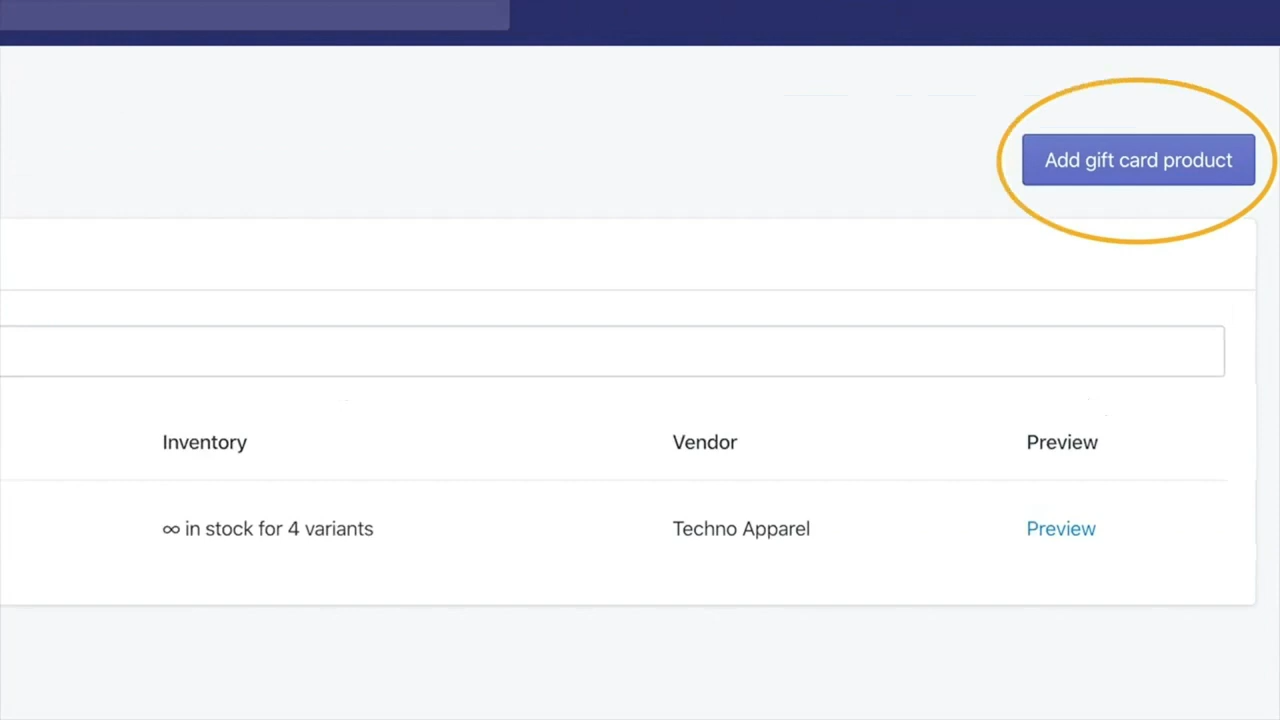 Add gift card product
Inventory Vendor Preview
∞ in stock for 4 variants Techno Apparel Preview